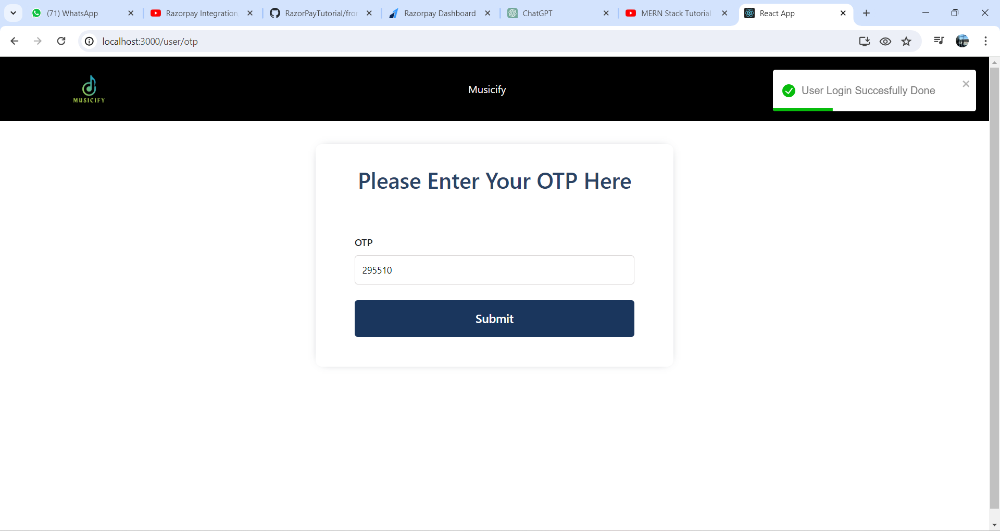 (71) WhatsApp
Razorpay Integration
RazorPayTutorial/fror
Razorpay Dashboard
ChatGPT
MERN Stack Tutorial
React App
localhost:3000/user/otp
MUSICIFY
Musicify
User Login Succesfully Done
Please Enter Your OTP Here
OTP
295510
Submit